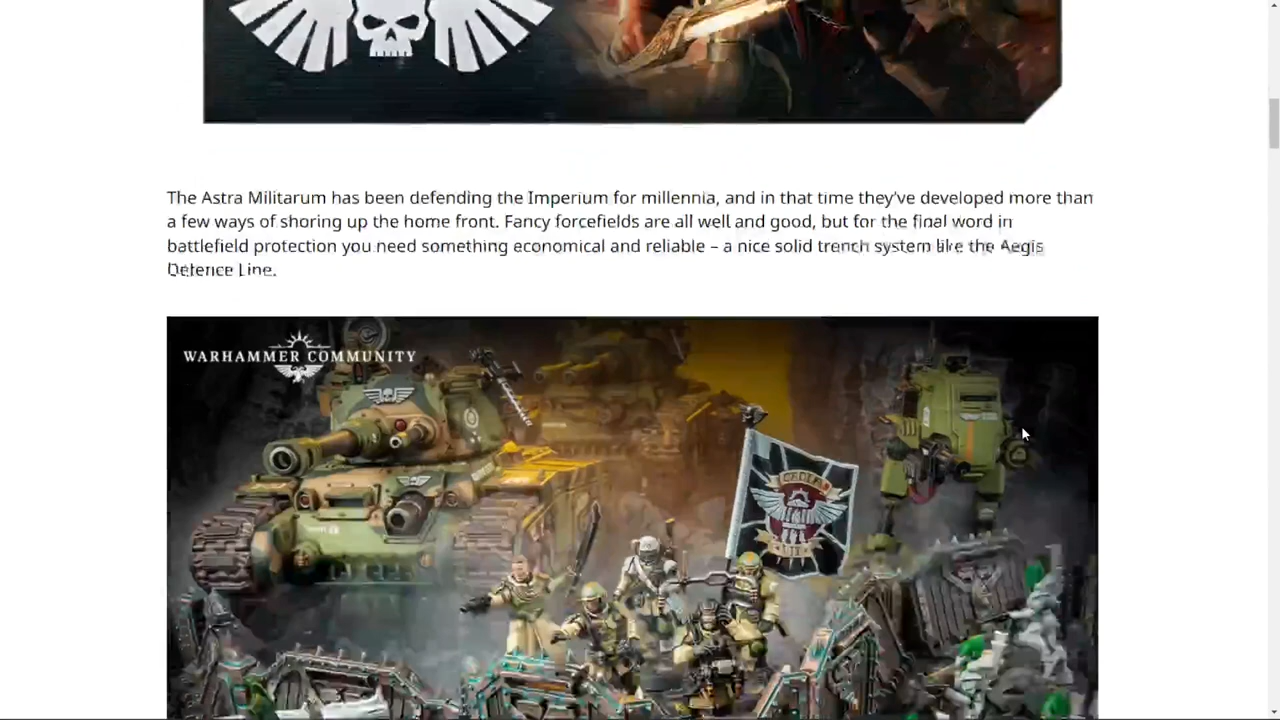 The Astra Militarum has been defending the Imperium for millennia, and in that time they've developed more than
a few ways of shoring up the home front. Fancy forcefields are all well and good, but for the final word in
battlefield protection you need something economical and reliable – a nice solid trench system like the Aegis
Defence Line.
WARHAMMER COMMUNITY